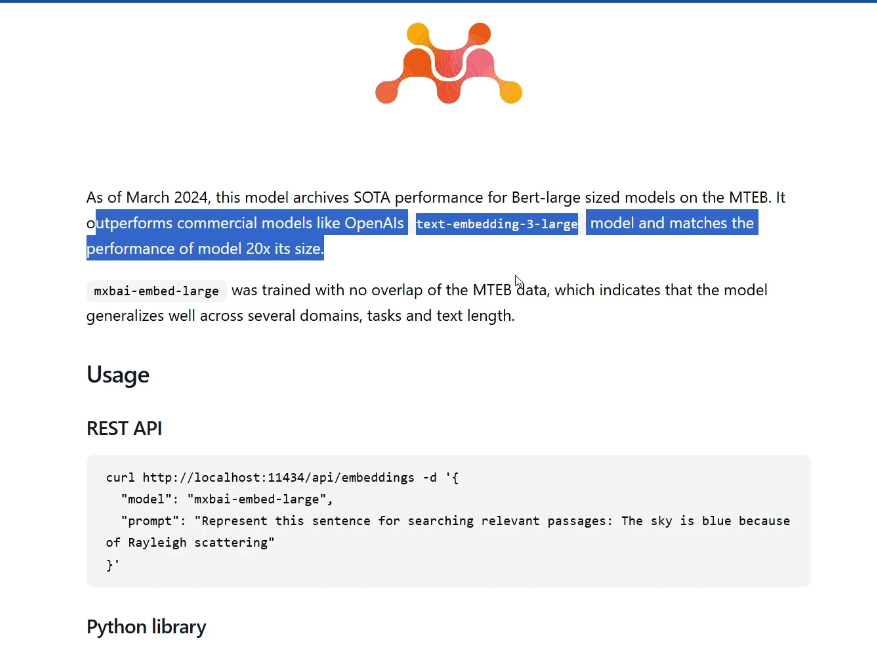 As of March 2024, this model archives SOTA performance for Bert-large sized models on the MTEB. It
outperforms commercial models like OpenAIs text-embedding-3-large model and matches the
performance of model 20x its size.
mxbai-embed-large was trained with no overlap of the MTEB data, which indicates that the model
generalizes well across several domains, tasks and text length.
Usage
REST API
curl http://localhost:11434/api/embeddings -d '{
  "model": "mxbai-embed-large",
  "prompt": "Represent this sentence for searching relevant passages: The sky is blue because
of Rayleigh scattering"
}'
Python library